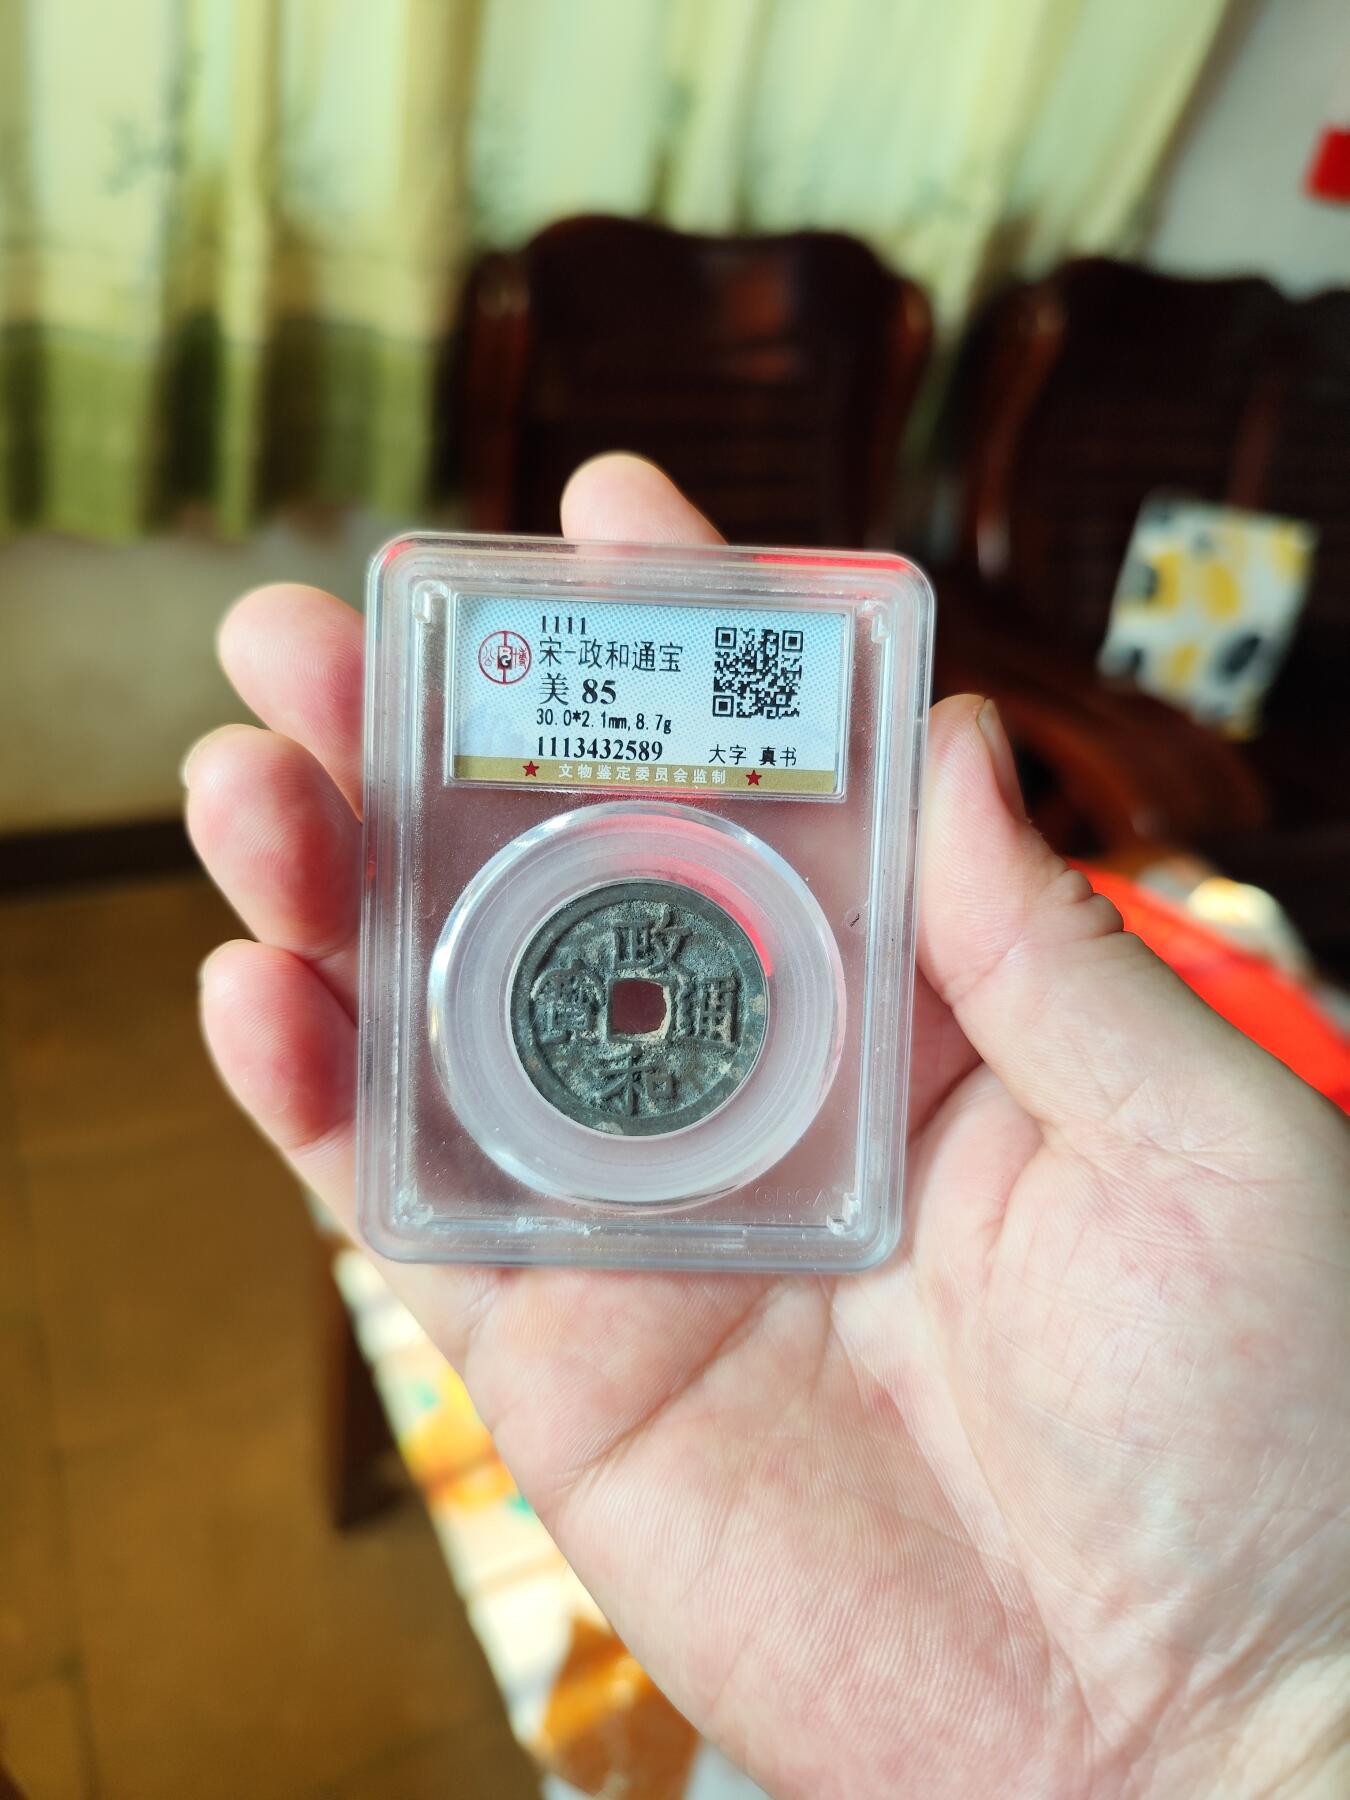 1111
宋-政和通宝
美 85
30.0*2.1mm,8.7g
1113432589 大字 真书
★ 文物鉴定委员会监制 ★
政
寶 通
和
GBCA